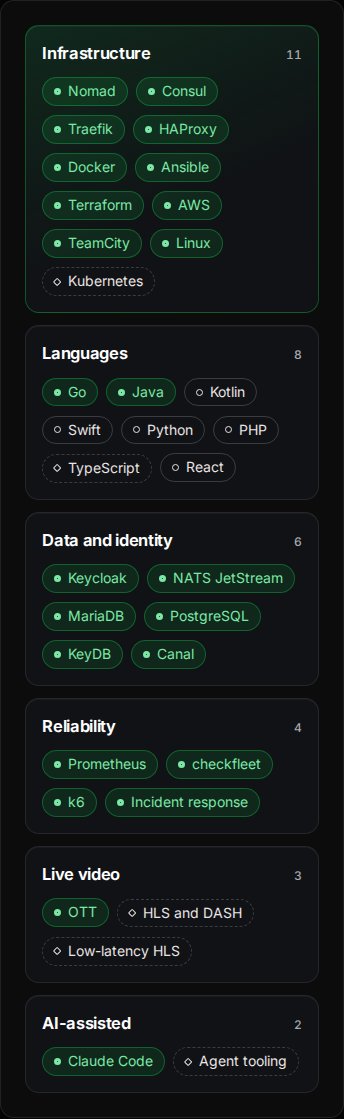 Infrastructure 11
Nomad Consul
Traefik HAProxy
Docker Ansible
Terraform AWS
TeamCity Linux
Kubernetes
Languages 8
Go Java Kotlin
Swift Python PHP
TypeScript React
Data and identity 6
Keycloak NATS JetStream
MariaDB PostgreSQL
KeyDB Canal
Reliability 4
Prometheus checkfleet
k6 Incident response
Live video 3
OTT HLS and DASH
Low-latency HLS
AI-assisted 2
Claude Code Agent tooling